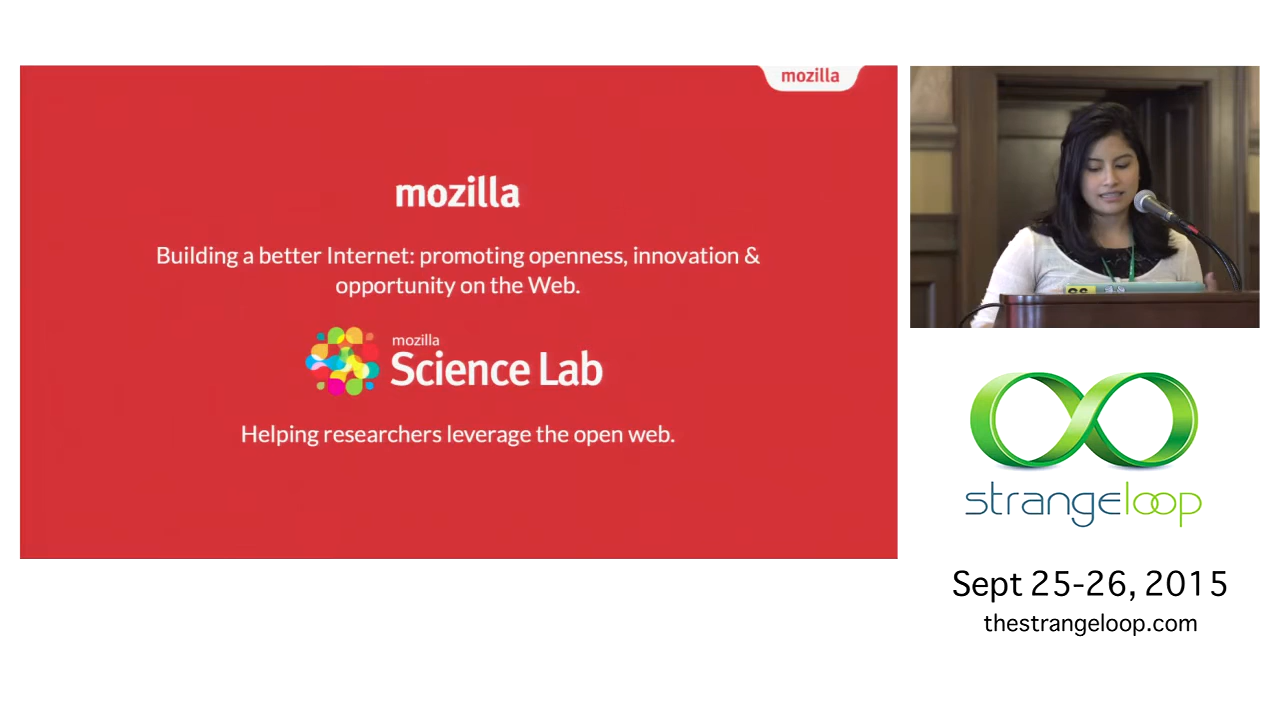 mozilla
mozilla
Building a better Internet: promoting openness, innovation &
opportunity on the Web.
mozilla
Science Lab
Helping researchers leverage the open web.
strangeloop
Sept 25-26, 2015
thestrangeloop.com